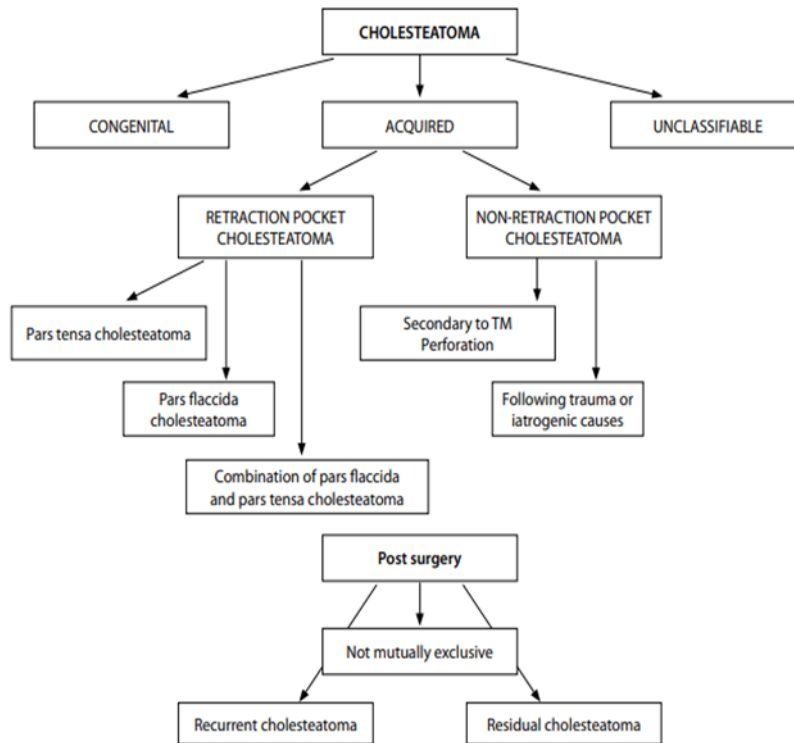 CHOLESTEATOMA
CONGENITAL
ACQUIRED
UNCLASSIFIABLE
RETRACTION POCKET
CHOLESTEATOMA
NON-RETRACTION POCKET
CHOLESTEATOMA
Pars tensa cholesteatoma
Secondary to TM
Perforation
Pars flaccida
cholesteatoma
Following trauma or
iatrogenic causes
Combination of pars flaccida
and pars tensa cholesteatoma
Post surgery
Not mutually exclusive
Recurrent cholesteatoma
Residual cholesteatoma